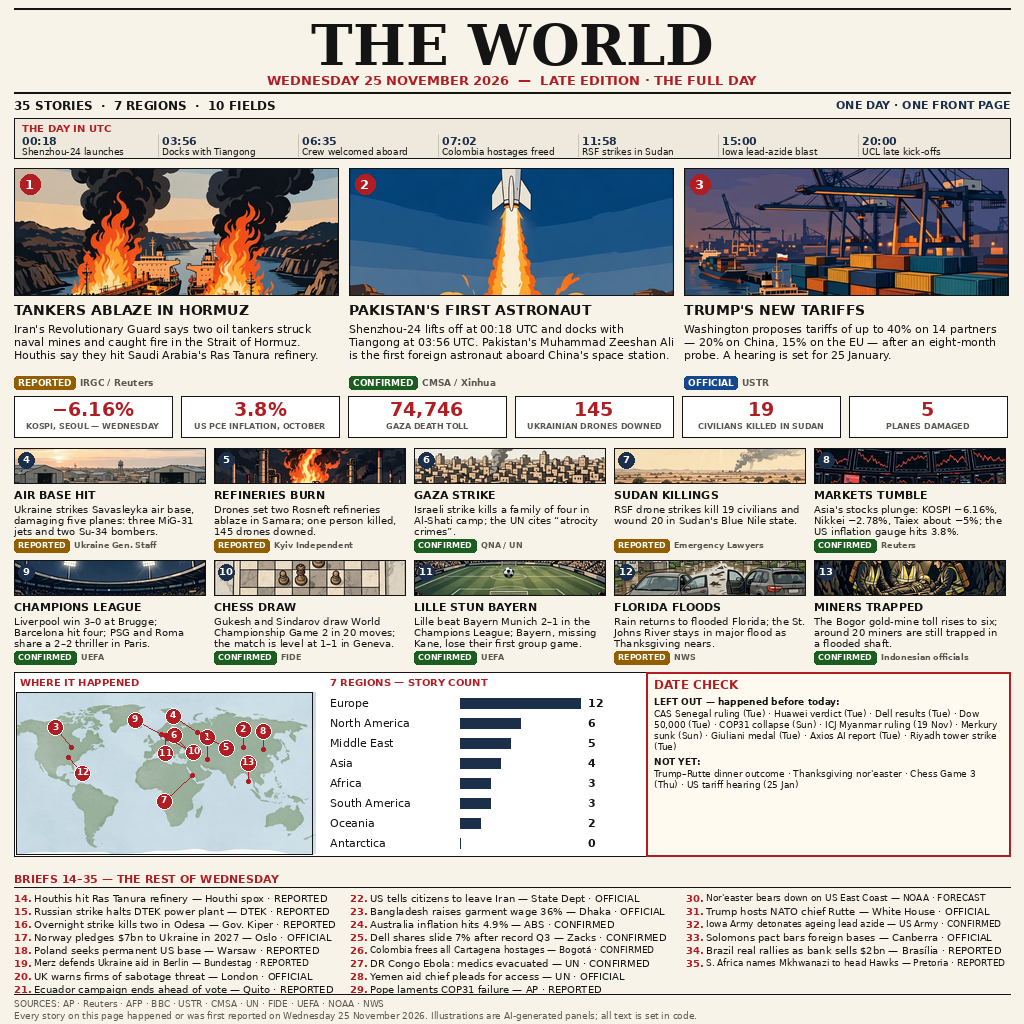 THE WORLD
WEDNESDAY 25 NOVEMBER 2026 — LATE EDITION · THE FULL DAY
35 STORIES · 7 REGIONS · 10 FIELDS
ONE DAY · ONE FRONT PAGE
THE DAY IN UTC
00:18
Shenzhou-24 launches
03:56
Docks with Tiangong
06:35
Crew welcomed aboard
07:02
Colombia hostages freed
11:58
RSF strikes in Sudan
15:00
Iowa lead-azide blast
20:00
UCL late kick-offs
1
TANKERS ABLAZE IN HORMUZ
Iran's Revolutionary Guard says two oil tankers struck
naval mines and caught fire in the Strait of Hormuz.
Houthis say they hit Saudi Arabia's Ras Tanura refinery.
REPORTED IRGC / Reuters
2
PAKISTAN'S FIRST ASTRONAUT
Shenzhou-24 lifts off at 00:18 UTC and docks with
Tiangong at 03:56 UTC. Pakistan's Muhammad Zeeshan Ali
is the first foreign astronaut aboard China's space station.
CONFIRMED CMSA / Xinhua
3
TRUMP'S NEW TARIFFS
Washington proposes tariffs of up to 40% on 14 partners
— 20% on China, 15% on the EU — after an eight-month
probe. A hearing is set for 25 January.
OFFICIAL USTR
−6.16%
KOSPI, SEOUL — WEDNESDAY
3.8%
US PCE INFLATION, OCTOBER
74,746
GAZA DEATH TOLL
145
UKRAINIAN DRONES DOWNED
19
CIVILIANS KILLED IN SUDAN
5
PLANES DAMAGED
4
AIR BASE HIT
Ukraine strikes Savasleyka air base,
damaging five planes: three MiG-31
jets and two Su-34 bombers.
REPORTED Ukraine Gen. Staff
5
REFINERIES BURN
Drones set two Rosneft refineries
ablaze in Samara; one person killed,
145 drones downed.
REPORTED Kyiv Independent
6
GAZA STRIKE
Israeli strike kills a family of four in
Al-Shati camp; the UN cites “atrocity
crimes”.
CONFIRMED QNA / UN
7
SUDAN KILLINGS
RSF drone strikes kill 19 civilians and
wound 20 in Sudan's Blue Nile state.
REPORTED Emergency Lawyers
8
MARKETS TUMBLE
Asia's stocks plunge: KOSPI −6.16%,
Nikkei −2.78%, Taiex about −5%; the
US inflation gauge hits 3.8%.
CONFIRMED Reuters
9
CHAMPIONS LEAGUE
Liverpool win 3–0 at Brugge;
Barcelona hit four; PSG and Roma
share a 2–2 thriller in Paris.
CONFIRMED UEFA
10
CHESS DRAW
Gukesh and Sindarov draw World
Championship Game 2 in 20 moves;
the match is level at 1–1 in Geneva.
CONFIRMED FIDE
11
LILLE STUN BAYERN
Lille beat Bayern Munich 2–1 in the
Champions League; Bayern, missing
Kane, lose their first group game.
CONFIRMED UEFA
12
FLORIDA FLOODS
Rain returns to flooded Florida; the St.
Johns River stays in major flood as
Thanksgiving nears.
REPORTED NWS
13
MINERS TRAPPED
The Bogor gold-mine toll rises to six;
around 20 miners are still trapped in
a flooded shaft.
CONFIRMED Indonesian officials
WHERE IT HAPPENED
3
9
4
6
1
2
8
11
10
5
13
12
7
7 REGIONS — STORY COUNT
Europe 12
North America 6
Middle East 5
Asia 4
Africa 3
South America 3
Oceania 2
Antarctica 0
DATE CHECK
LEFT OUT — happened before today:
CAS Senegal ruling (Tue) · Huawei verdict (Tue) · Dell results (Tue) · Dow
50,000 (Tue) · COP31 collapse (Sun) · ICJ Myanmar ruling (19 Nov) · Merkury
sunk (Sun) · Giuliani medal (Tue) · Axios AI report (Tue) · Riyadh tower strike
(Tue)
NOT YET:
Trump–Rutte dinner outcome · Thanksgiving nor'easter · Chess Game 3
(Thu) · US tariff hearing (25 Jan)
BRIEFS 14–35 — THE REST OF WEDNESDAY
14. Houthis hit Ras Tanura refinery — Houthi spox · REPORTED
15. Russian strike halts DTEK power plant — DTEK · REPORTED
16. Overnight strike kills two in Odesa — Gov. Kiper · REPORTED
17. Norway pledges $7bn to Ukraine in 2027 — Oslo · OFFICIAL
18. Poland seeks permanent US base — Warsaw · REPORTED
19. Merz defends Ukraine aid in Berlin — Bundestag · REPORTED
20. UK warns firms of sabotage threat — London · OFFICIAL
21. Ecuador campaign ends ahead of vote — Quito · REPORTED
22. US tells citizens to leave Iran — State Dept · OFFICIAL
23. Bangladesh raises garment wage 36% — Dhaka · OFFICIAL
24. Australia inflation hits 4.9% — ABS · CONFIRMED
25. Dell shares slide 7% after record Q3 — Zacks · CONFIRMED
26. Colombia frees all Cartagena hostages — Bogotá · CONFIRMED
27. DR Congo Ebola: medics evacuated — UN · CONFIRMED
28. Yemen aid chief pleads for access — UN · OFFICIAL
29. Pope laments COP31 failure — AP · REPORTED
30. Nor'easter bears down on US East Coast — NOAA · FORECAST
31. Trump hosts NATO chief Rutte — White House · OFFICIAL
32. Iowa Army detonates ageing lead azide — US Army · CONFIRMED
33. Solomons pact bars foreign bases — Canberra · OFFICIAL
34. Brazil real rallies as bank sells $2bn — Brasília · REPORTED
35. S. Africa names Mkhwanazi to head Hawks — Pretoria · REPORTED
SOURCES: AP · Reuters · AFP · BBC · USTR · CMSA · UN · FIDE · UEFA · NOAA · NWS
Every story on this page happened or was first reported on Wednesday 25 November 2026. Illustrations are AI-generated panels; all text is set in code.